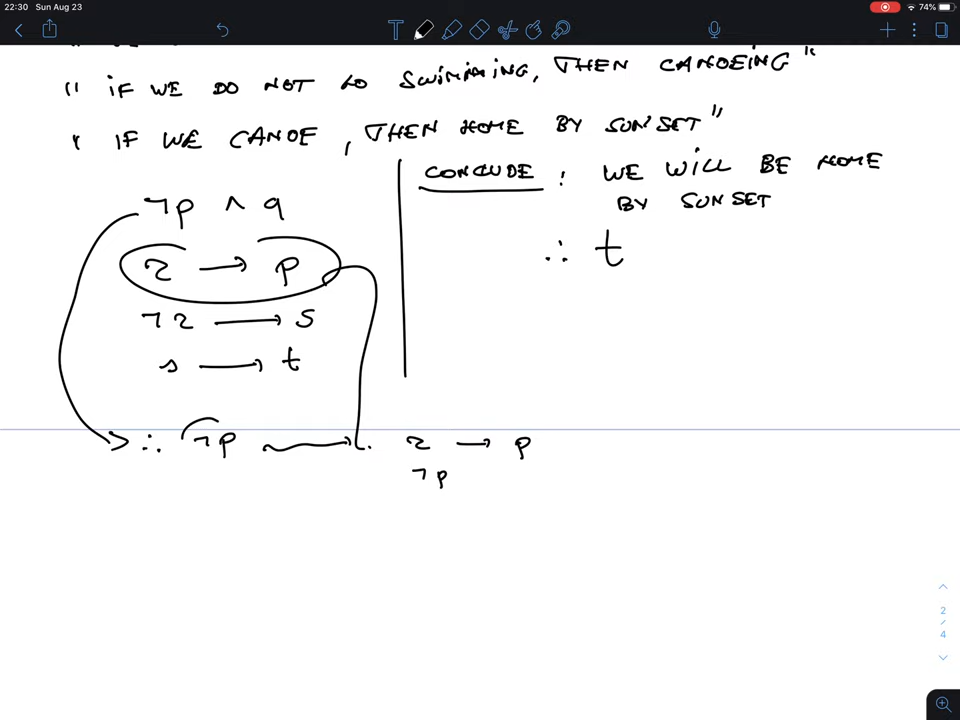 22:30 Sun Aug 23
74%
" IF WE DO NOT GO SWIMMING, THEN CANOEING"
" IF WE CANOE, THEN HOME BY SUNSET"
CONCLUDE : WE WILL BE HOME
BY SUNSET
∴ t
¬p ∧ q
r → p
¬r → s
s → t
∴ ¬p
r → p
¬p
2
/
4